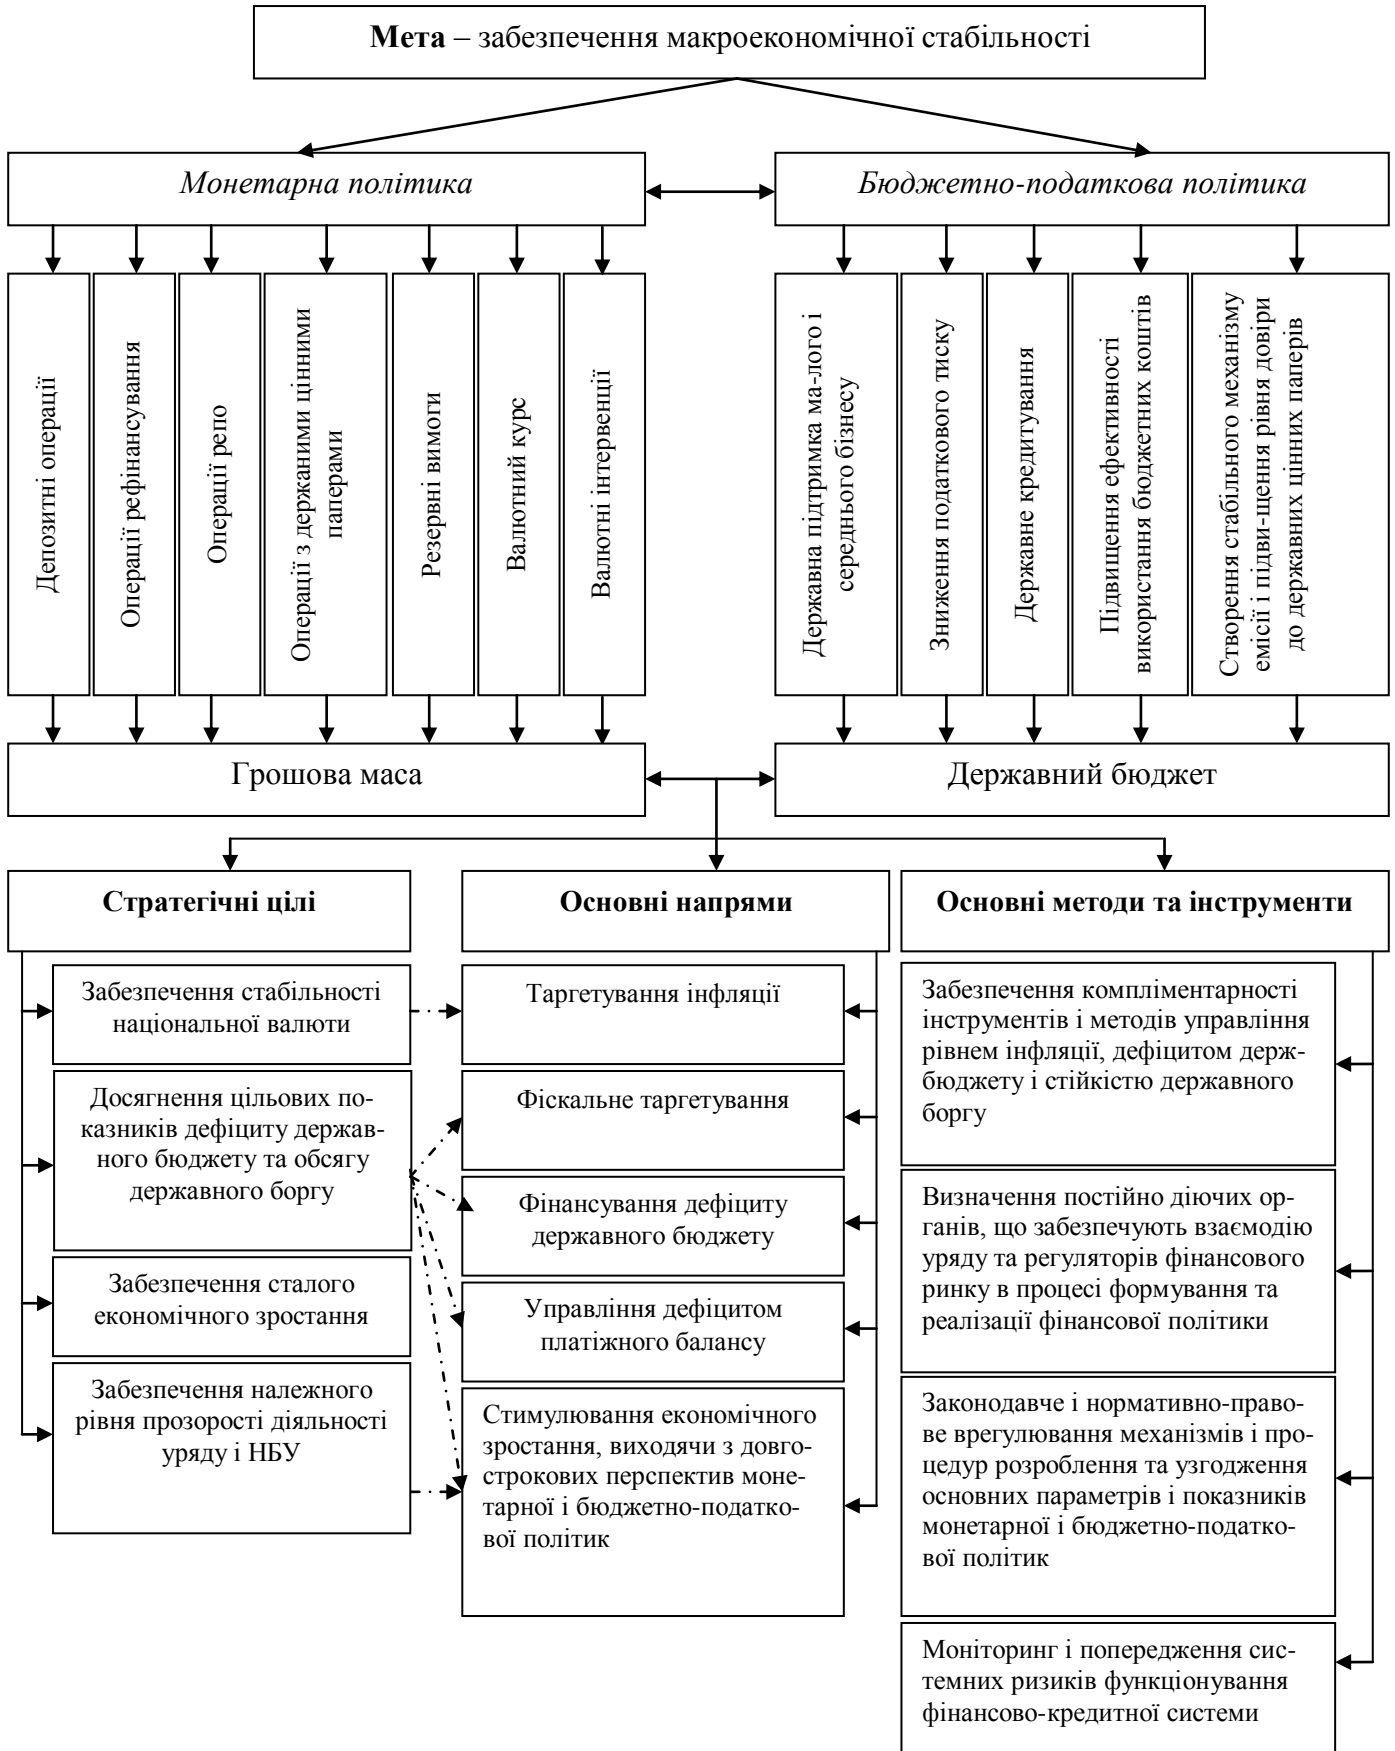 Мета – забезпечення макроекономічної стабільності
Монетарна політика
Бюджетно-податкова політика
Депозитні операції
Операції рефінансування
Операції репо
Операції з держаними цінними
паперами
Резервні вимоги
Валютний курс
Валютні інтервенції
Державна підтримка ма-лого і
середнього бізнесу
Зниження податкового тиску
Державне кредитування
Підвищення ефективності
використання бюджетних коштів
Створення стабільного механізму
емісії і підви-щення рівня довіри
до державних цінних паперів
Грошова маса
Державний бюджет
Стратегічні цілі
Забезпечення стабільності
національної валюти
Досягнення цільових по-
казників дефіциту держав-
ного бюджету та обсягу
державного боргу
Забезпечення сталого
економічного зростання
Забезпечення належного
рівня прозорості діяльності
уряду і НБУ
Основні напрями
Таргетування інфляції
Фіскальне таргетування
Фінансування дефіциту
державного бюджету
Управління дефіцитом
платіжного балансу
Стимулювання економічного
зростання, виходячи з довго-
строкових перспектив моне-
тарної і бюджетно-податко-
вої політик
Основні методи та інструменти
Забезпечення компліментарності
інструментів і методів управління
рівнем інфляції, дефіцитом держ-
бюджету і стійкістю державного
боргу
Визначення постійно діючих ор-
ганів, що забезпечують взаємодію
уряду та регуляторів фінансового
ринку в процесі формування та
реалізації фінансової політики
Законодавче і нормативно-право-
ве врегулювання механізмів і про-
цедур розроблення та узгодження
основних параметрів і показників
монетарної і бюджетно-податко-
вої політик
Моніторинг і попередження сис-
темних ризиків функціонування
фінансово-кредитної системи